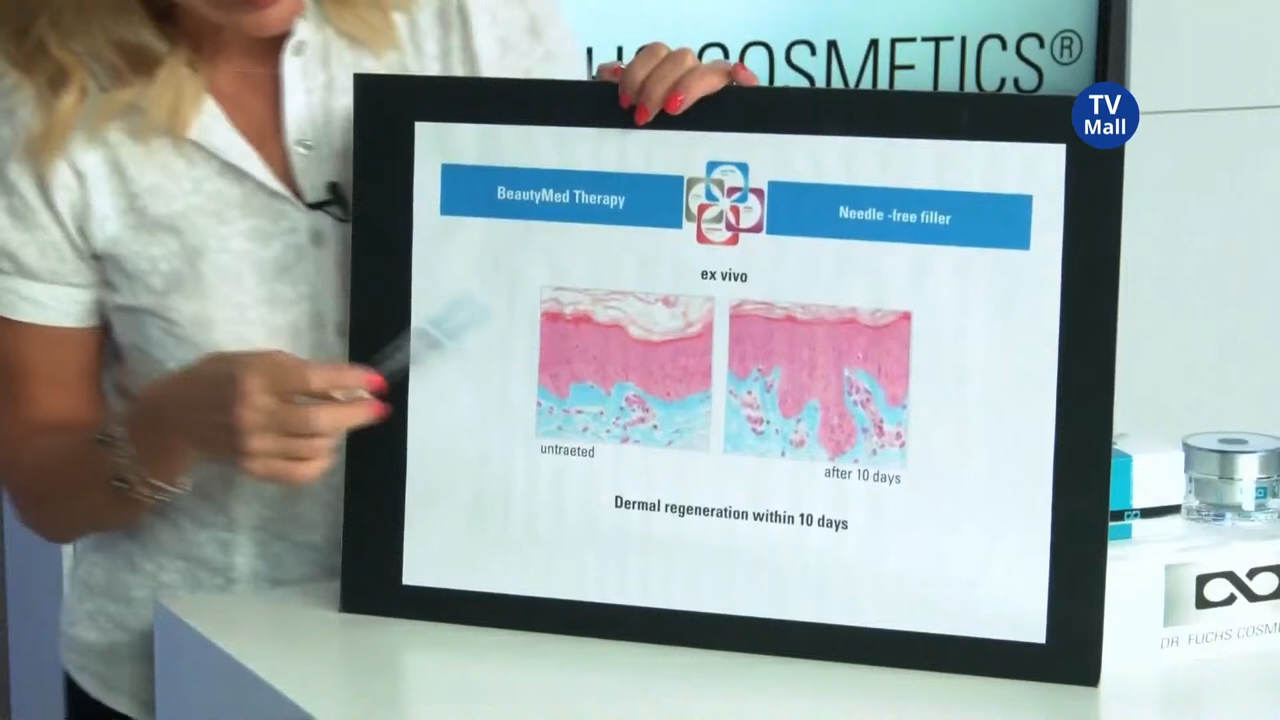 COSMETICS®
TV
Mall
BeautyMed Therapy
Needle -free filler
ex vivo
untraeted
after 10 days
Dermal regeneration within 10 days
DR. FUCHS COSME